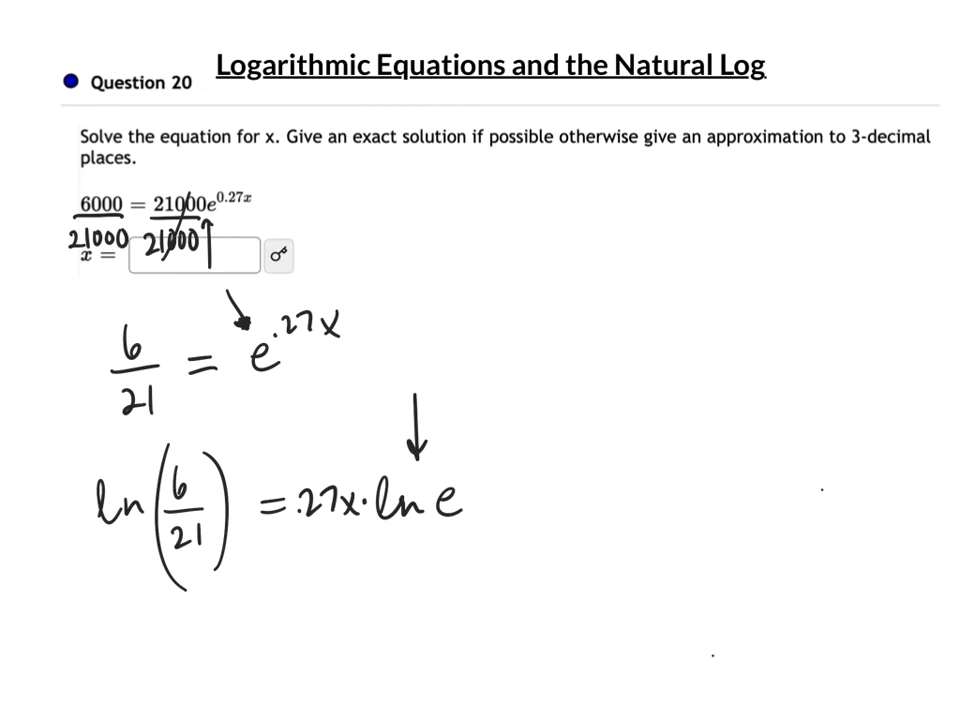 Logarithmic Equations and the Natural Log
Question 20
Solve the equation for x. Give an exact solution if possible otherwise give an approximation to 3-decimal
places.
6000 = 21000e^{0.27x}
21000 21000
x =
6/21 = e^{.27x}
ln(6/21) = .27x · ln e